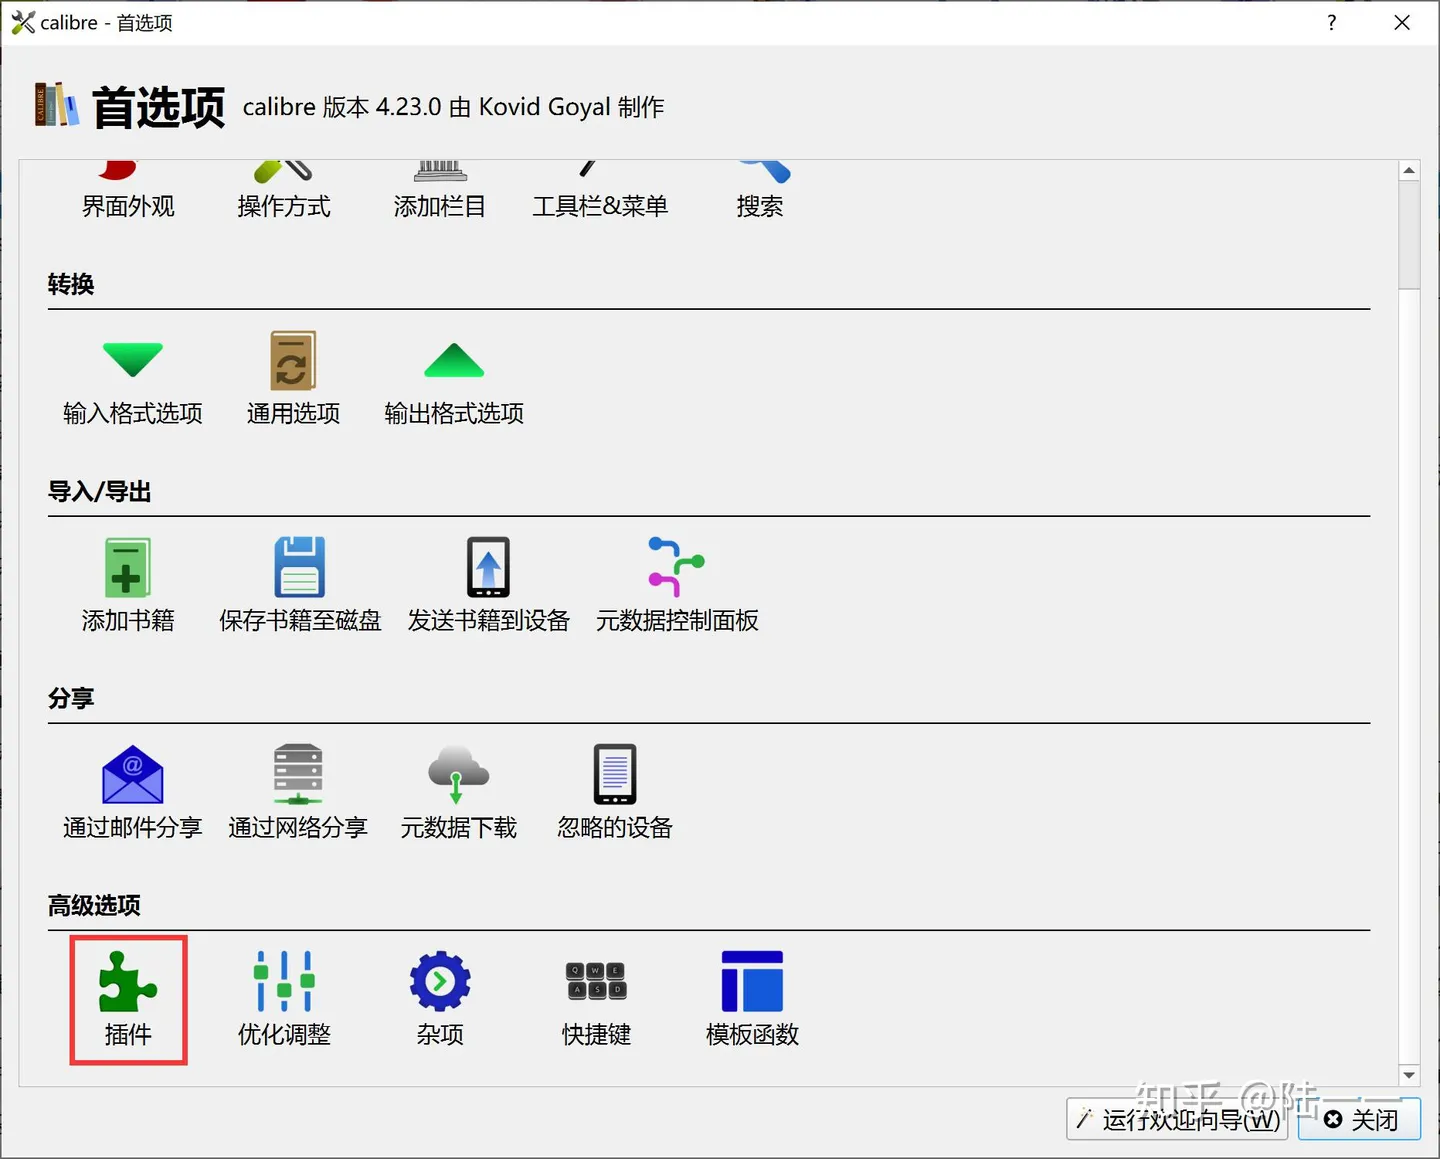 calibre - 首选项
?
CALIBRE
首选项 calibre 版本 4.23.0 由 Kovid Goyal 制作
界面外观 操作方式 添加栏目 工具栏&菜单 搜索
转换
输入格式选项 通用选项 输出格式选项
导入/导出
添加书籍 保存书籍至磁盘 发送书籍到设备 元数据控制面板
分享
@
通过邮件分享 通过网络分享 元数据下载 忽略的设备
高级选项
Q W E
A S D
插件 优化调整 杂项 快捷键 模板函数
知乎 @陆一一
运行欢迎向导(W) 关闭